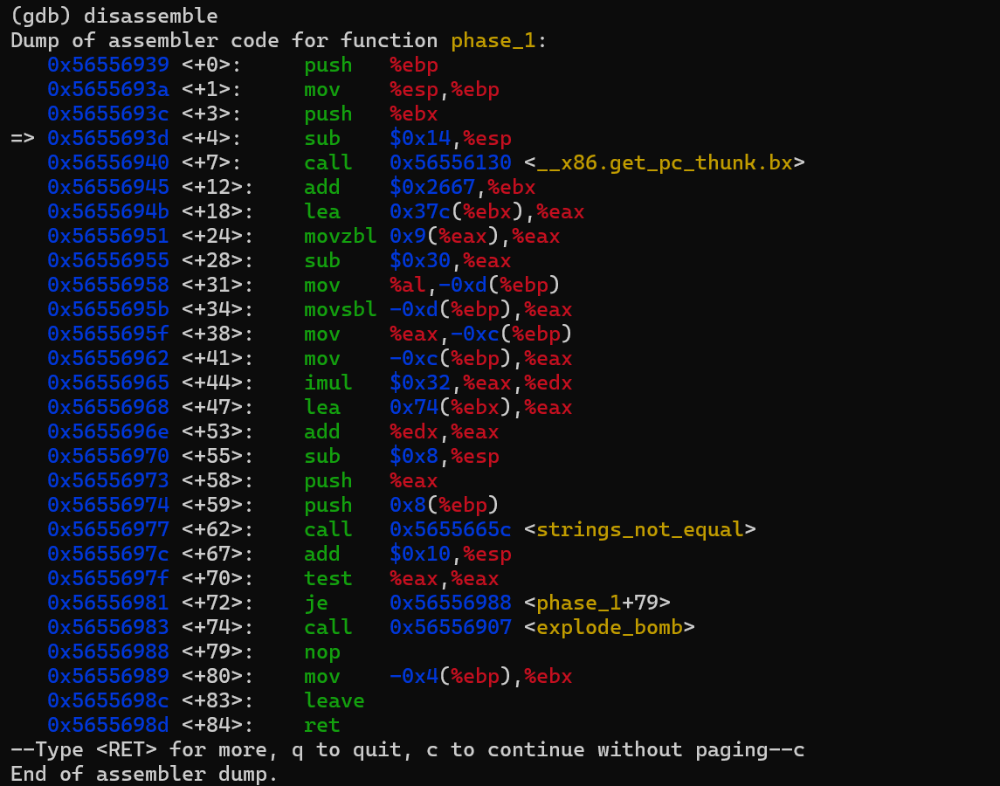 (gdb) disassemble
Dump of assembler code for function phase_1:
   0x56556939 <+0>:     push   %ebp
   0x5655693a <+1>:     mov    %esp,%ebp
   0x5655693c <+3>:     push   %ebx
=> 0x5655693d <+4>:     sub    $0x14,%esp
   0x56556940 <+7>:     call   0x56556130 <__x86.get_pc_thunk.bx>
   0x56556945 <+12>:    add    $0x2667,%ebx
   0x5655694b <+18>:    lea    0x37c(%ebx),%eax
   0x56556951 <+24>:    movzbl 0x9(%eax),%eax
   0x56556955 <+28>:    sub    $0x30,%eax
   0x56556958 <+31>:    mov    %al,-0xd(%ebp)
   0x5655695b <+34>:    movsbl -0xd(%ebp),%eax
   0x5655695f <+38>:    mov    %eax,-0xc(%ebp)
   0x56556962 <+41>:    mov    -0xc(%ebp),%eax
   0x56556965 <+44>:    imul   $0x32,%eax,%edx
   0x56556968 <+47>:    lea    0x74(%ebx),%eax
   0x5655696e <+53>:    add    %edx,%eax
   0x56556970 <+55>:    sub    $0x8,%esp
   0x56556973 <+58>:    push   %eax
   0x56556974 <+59>:    push   0x8(%ebp)
   0x56556977 <+62>:    call   0x5655665c <strings_not_equal>
   0x5655697c <+67>:    add    $0x10,%esp
   0x5655697f <+70>:    test   %eax,%eax
   0x56556981 <+72>:    je     0x56556988 <phase_1+79>
   0x56556983 <+74>:    call   0x56556907 <explode_bomb>
   0x56556988 <+79>:    nop
   0x56556989 <+80>:    mov    -0x4(%ebp),%ebx
   0x5655698c <+83>:    leave
   0x5655698d <+84>:    ret
--Type <RET> for more, q to quit, c to continue without paging--c
End of assembler dump.